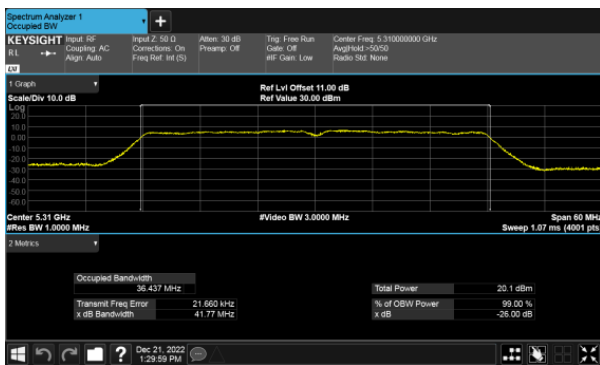 Spectrum Analyzer 1
Occupied BW
KEYSIGHT Input: RF Input Z: 50 Ω Atten: 30 dB Trig: Free Run Center Freq: 5.310000000 GHz
RL Coupling: AC Corrections: On Preamp: Off Gate: Off Avg|Hold:>50/50
Align: Auto Freq Ref: Int (S) #IF Gain: Low Radio Std: None
1 Graph Ref Lvl Offset 11.00 dB
Scale/Div 10.0 dB Ref Value 30.00 dBm
Log
20.0
10.0
0.00
-10.0
-20.0
-30.0
-40.0
-50.0
-60.0
Center 5.31 GHz #Video BW 3.0000 MHz Span 60 MHz
#Res BW 1.0000 MHz Sweep 1.07 ms (4001 pts
2 Metrics
Occupied Bandwidth
36.437 MHz Total Power 20.1 dBm
Transmit Freq Error 21.660 kHz % of OBW Power 99.00 %
x dB Bandwidth 41.77 MHz x dB -26.00 dB
? Dec 21, 2022
1:29:59 PM